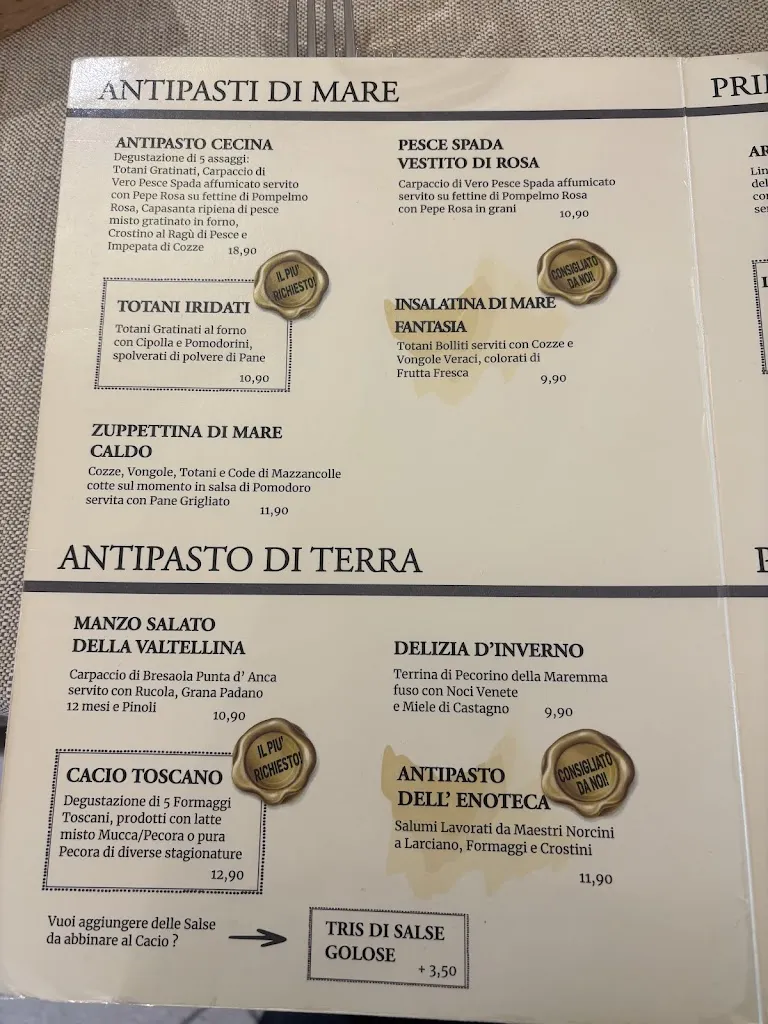 ANTIPASTI DI MARE
ANTIPASTO CECINA
Degustazione di 5 assaggi:
Totani Gratinati, Carpaccio di
Vero Pesce Spada affumicato servito
con Pepe Rosa su fettine di Pompelmo
Rosa, Capasanta ripiena di pesce
misto gratinato in forno,
Crostino al Ragù di Pesce e
Impepata di Cozze 18,90
PESCE SPADA
VESTITO DI ROSA
Carpaccio di Vero Pesce Spada affumicato
servito su fettine di Pompelmo Rosa
con Pepe Rosa in grani 10,90
IL PIU'
RICHIESTO!
TOTANI IRIDATI
Totani Gratinati al forno
con Cipolla e Pomodorini,
spolverati di polvere di Pane
10,90
CONSIGLIATO
DA NOI!
INSALATINA DI MARE
FANTASIA
Totani Bolliti serviti con Cozze e
Vongole Veraci, colorati di
Frutta Fresca 9,90
ZUPPETTINA DI MARE
CALDO
Cozze, Vongole, Totani e Code di Mazzancolle
cotte sul momento in salsa di Pomodoro
servita con Pane Grigliato
11,90
ANTIPASTO DI TERRA
MANZO SALATO
DELLA VALTELLINA
Carpaccio di Bresaola Punta d' Anca
servito con Rucola, Grana Padano
12 mesi e Pinoli 10,90
DELIZIA D'INVERNO
Terrina di Pecorino della Maremma
fuso con Noci Venete
e Miele di Castagno 9,90
IL PIU'
RICHIESTO!
CACIO TOSCANO
Degustazione di 5 Formaggi
Toscani, prodotti con latte
misto Mucca/Pecora o pura
Pecora di diverse stagionature
12,90
CONSIGLIATO
DA NOI!
ANTIPASTO
DELL' ENOTECA
Salumi Lavorati da Maestri Norcini
a Larciano, Formaggi e Crostini
11,90
Vuoi aggiungere delle Salse
da abbinare al Cacio ?
TRIS DI SALSE
GOLOSE
+ 3,50